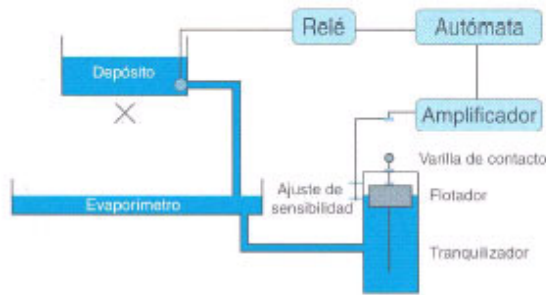 Relé
Autómata
Depósito
Amplificador
Varilla de contacto
Ajuste de
sensibilidad
Flotador
Evaporímetro
Tranquilizador